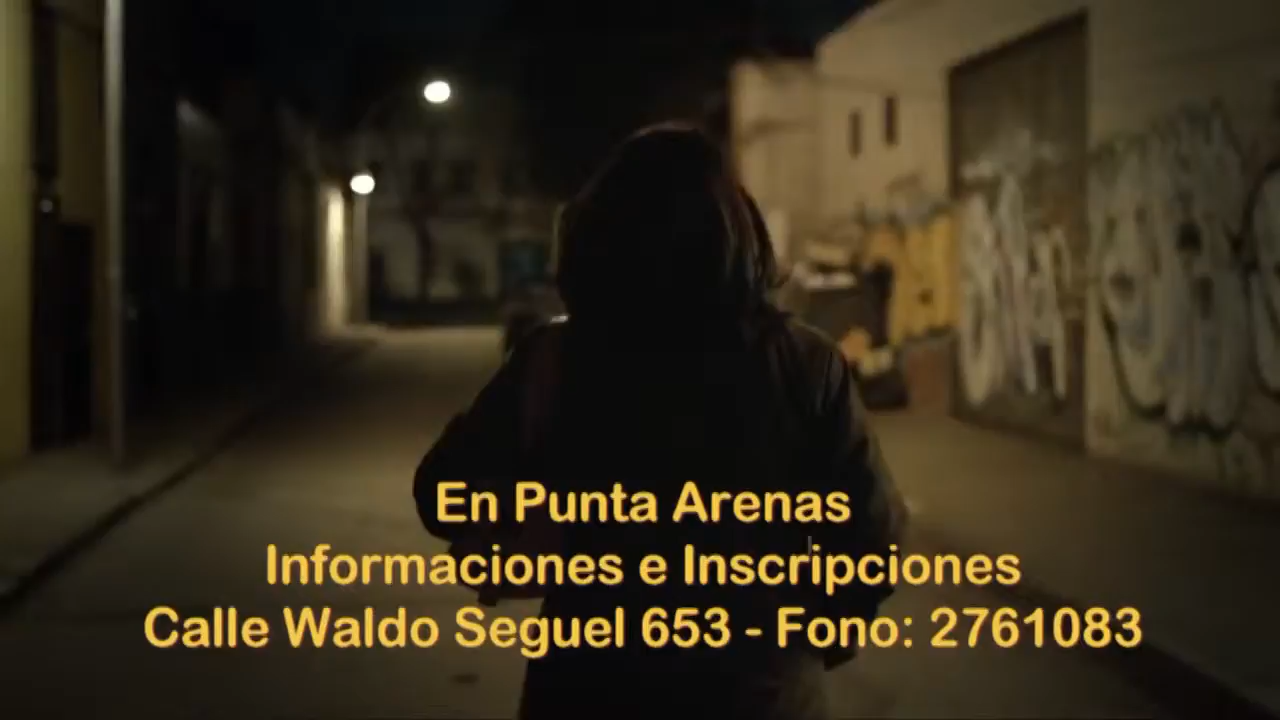 En Punta Arenas
Informaciones e Inscripciones
Calle Waldo Seguel 653 - Fono: 2761083